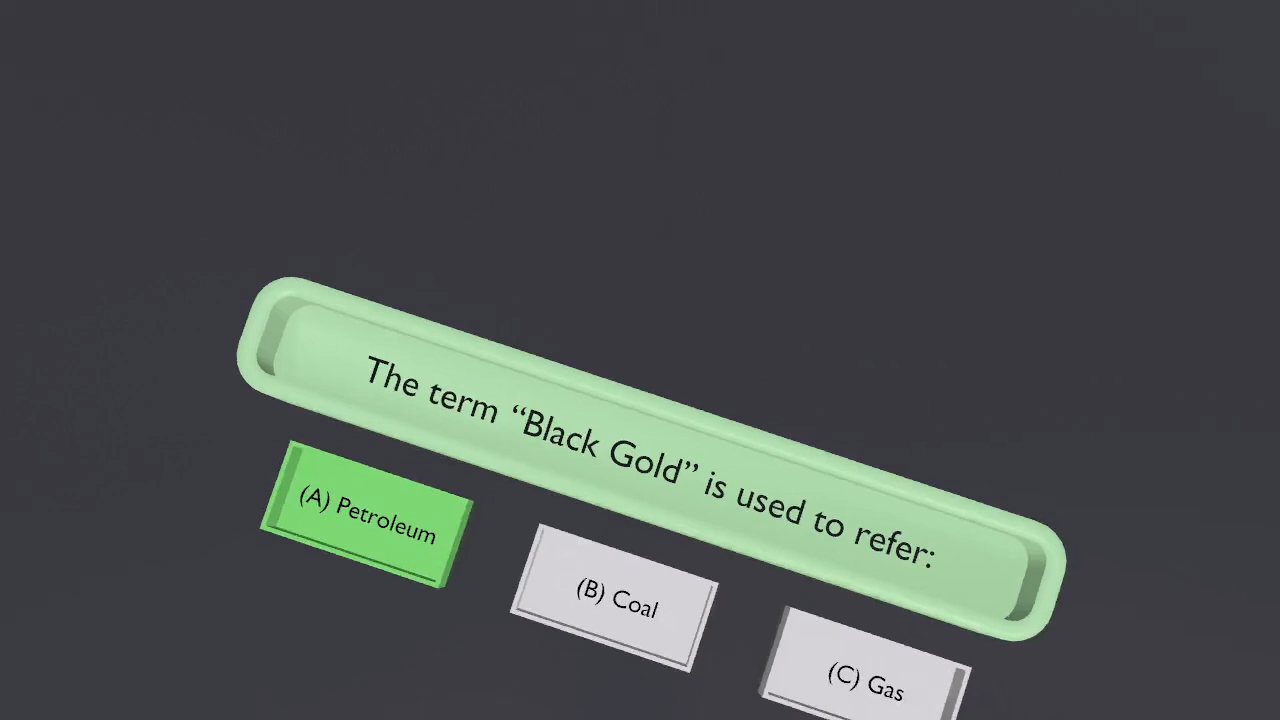 The term “Black Gold” is used to refer:
(A) Petroleum
(B) Coal
(C) Gas